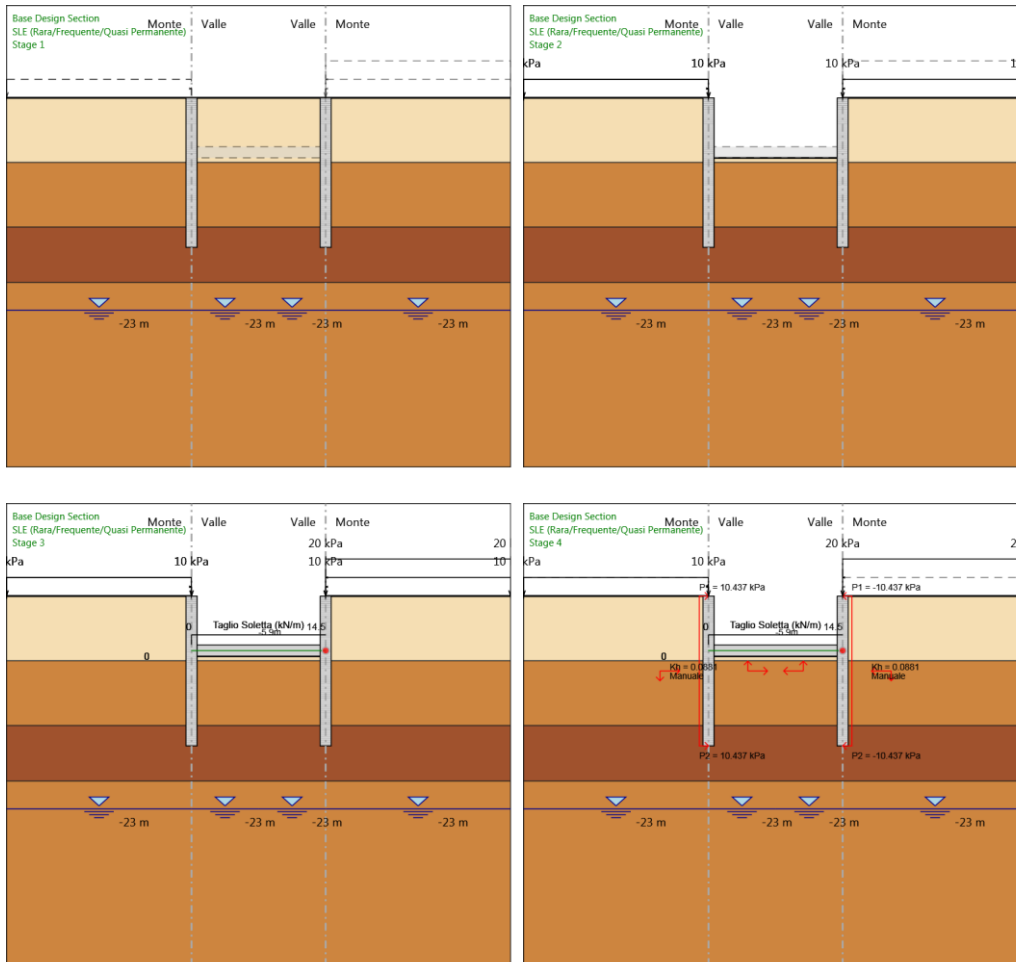 Base Design Section
SLE (Rara/Frequente/Quasi Permanente)
Stage 1
Monte Valle Valle Monte
-23 m -23 m -23 m -23 m
Base Design Section
SLE (Rara/Frequente/Quasi Permanente)
Stage 2
Monte Valle Valle Monte
kPa 10 kPa 10 kPa 1
-23 m -23 m -23 m -23 m
Base Design Section
SLE (Rara/Frequente/Quasi Permanente)
Stage 3
Monte Valle Valle Monte
20 kPa 20
kPa 10 kPa 10 kPa 10
0 Taglio Soletta (kN/m) 14.5
-5.9m
0
-23 m -23 m -23 m -23 m
Base Design Section
SLE (Rara/Frequente/Quasi Permanente)
Stage 4
Monte Valle Valle Monte
20 kPa 2
kPa 10 kPa
P1 = 10.437 kPa P1 = -10.437 kPa
0 Taglio Soletta (kN/m) 14.5
-5.9m
0
Kh = 0.0881 Kh = 0.0881
Manuale Manuale
P2 = 10.437 kPa P2 = -10.437 kPa
-23 m -23 m -23 m -23 m